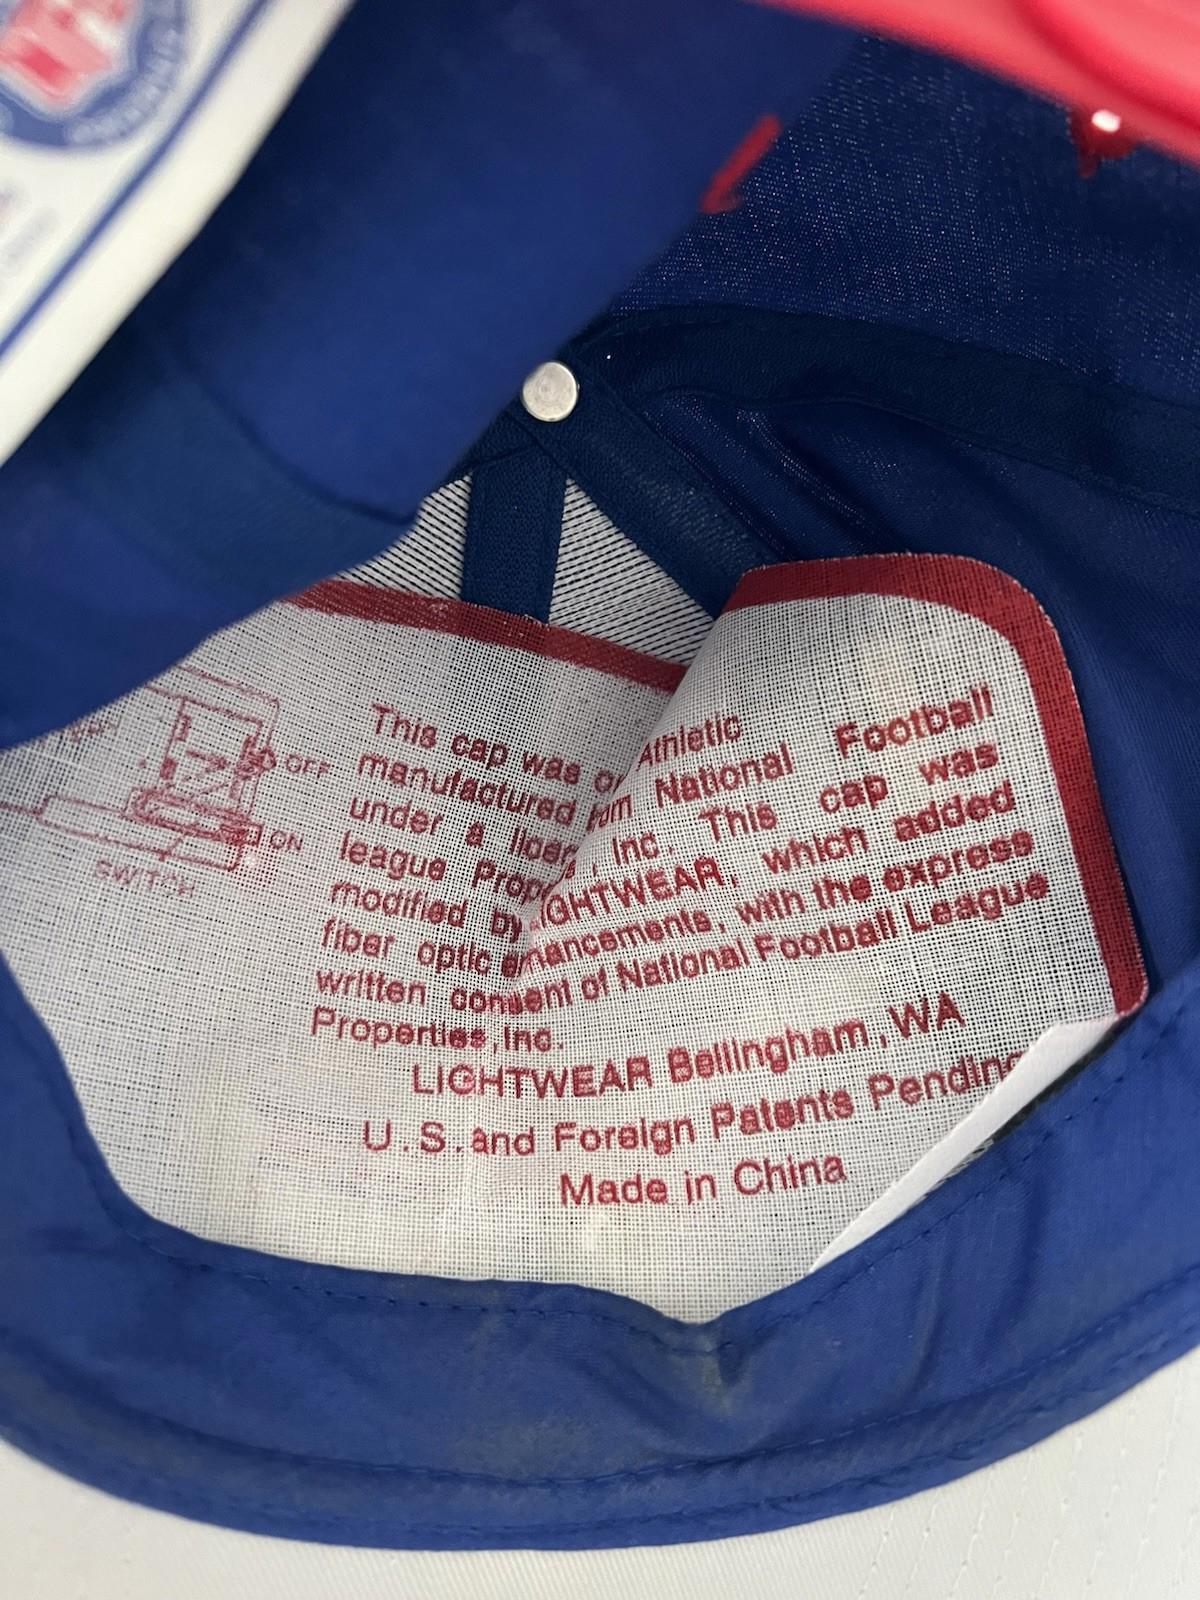 OFF
ON
SWITCH
This cap was Athletic
manufactured National Football
under a Inc. This cap was
league LIGHTWEAR, which added
modified by enhancements, with the express
fiber optic of National Football League
written consent
Properties, Inc.
LIGHTWEAR Bellingham, WA
U.S. and Foreign Patents Pending
Made in China